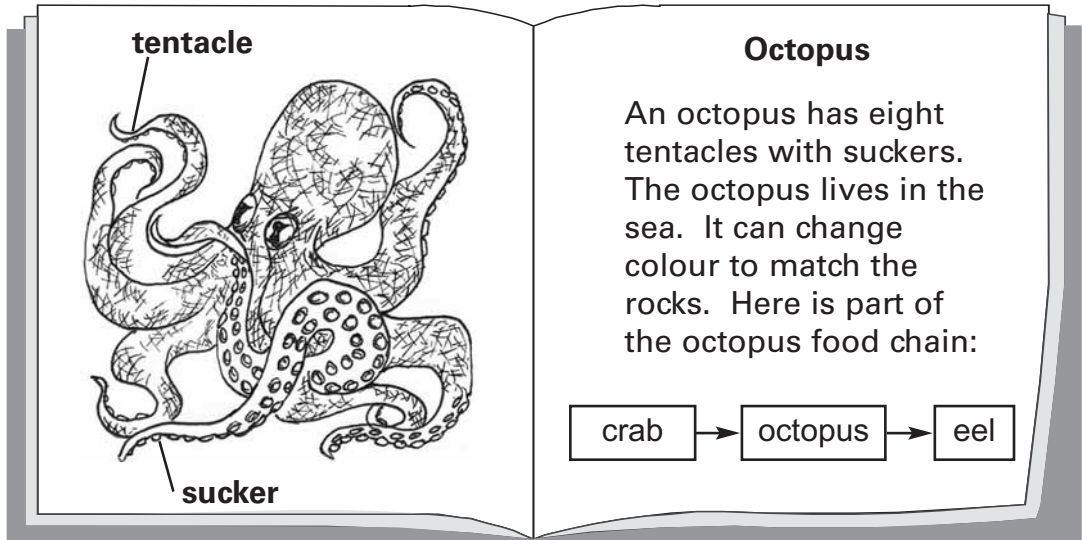 tentacle
sucker
Octopus
An octopus has eight
tentacles with suckers.
The octopus lives in the
sea. It can change
colour to match the
rocks. Here is part of
the octopus food chain:
crab octopus eel